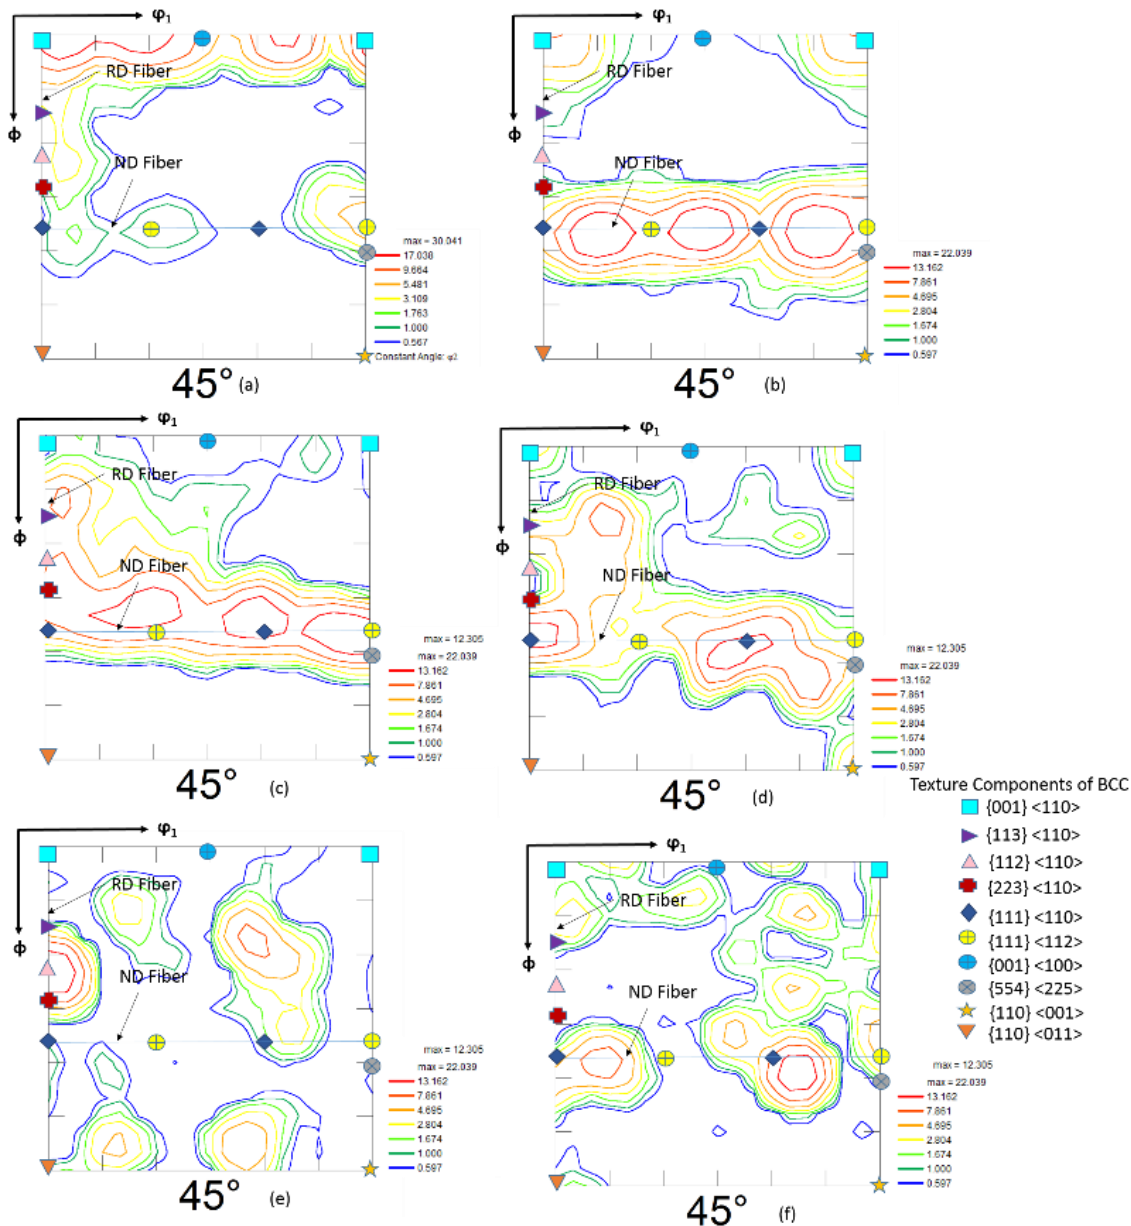 φ₁
RD Fiber
ϕ
ND Fiber
max = 30.041
17.038
9.664
5.481
3.109
1.763
1.000
0.567
Constant Angle: φ2
45° (a)
φ₁
RD Fiber
ϕ
ND Fiber
max = 22.039
13.162
7.861
4.695
2.804
1.674
1.000
0.597
45° (b)
φ₁
RD Fiber
ϕ
ND Fiber
max = 12.305
max = 22.039
13.162
7.861
4.695
2.804
1.674
1.000
0.597
45° (c)
φ₁
RD Fiber
ϕ
ND Fiber
max = 12.305
max = 22.039
13.162
7.861
4.695
2.804
1.674
1.000
0.597
45° (d)
Texture Components of BCC
{001} <110>
{113} <110>
{112} <110>
{223} <110>
{111} <110>
{111} <112>
{001} <100>
{554} <225>
{110} <001>
{110} <011>
φ₁
RD Fiber
ϕ
ND Fiber
max = 12.305
max = 22.039
13.162
7.861
4.695
2.804
1.674
1.000
0.597
45° (e)
φ₁
RD Fiber
ϕ
ND Fiber
max = 12.305
max = 22.039
13.162
7.861
4.695
2.804
1.674
1.000
0.597
45° (f)